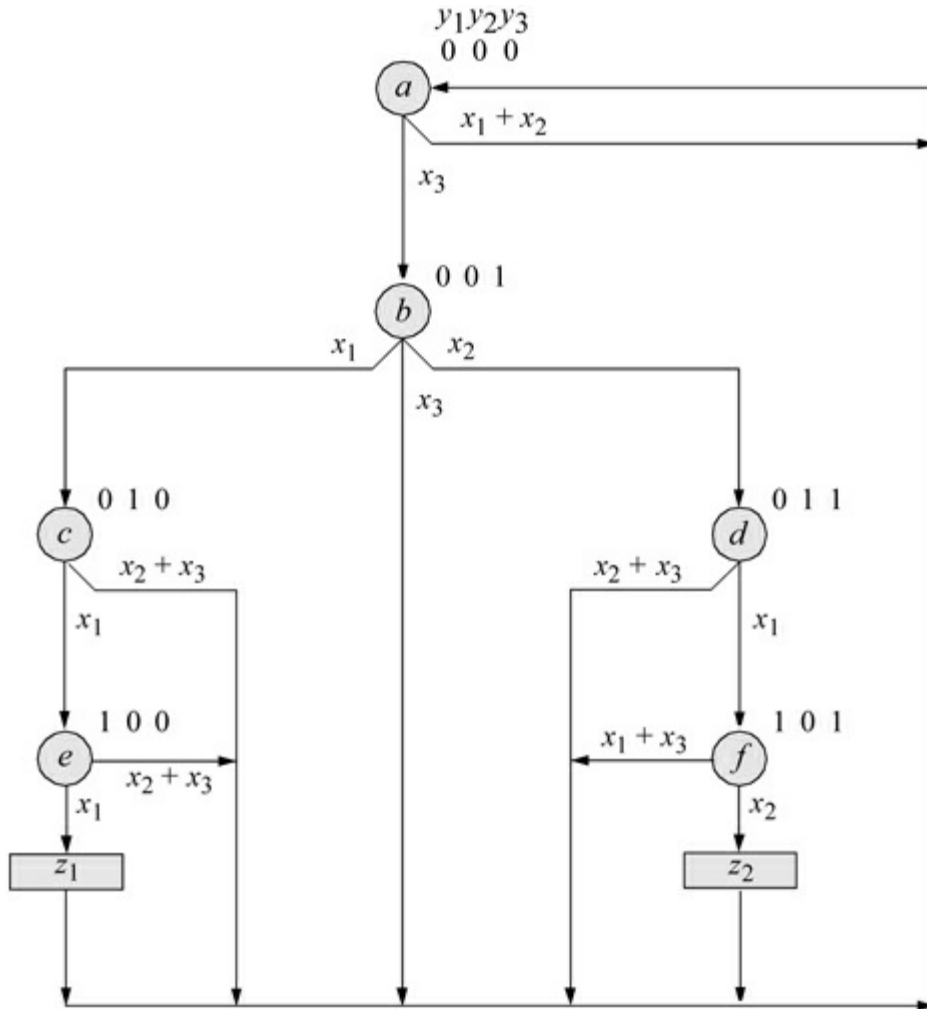 y₁y₂y₃
0 0 0
a
x₁ + x₂
x₃
0 0 1
b
x₁
x₂
x₃
0 1 0
0 1 1
c
d
x₂ + x₃
x₂ + x₃
x₁
x₁
1 0 0
1 0 1
e
x₁ + x₃
f
x₂ + x₃
x₁
x₂
z₁
z₂